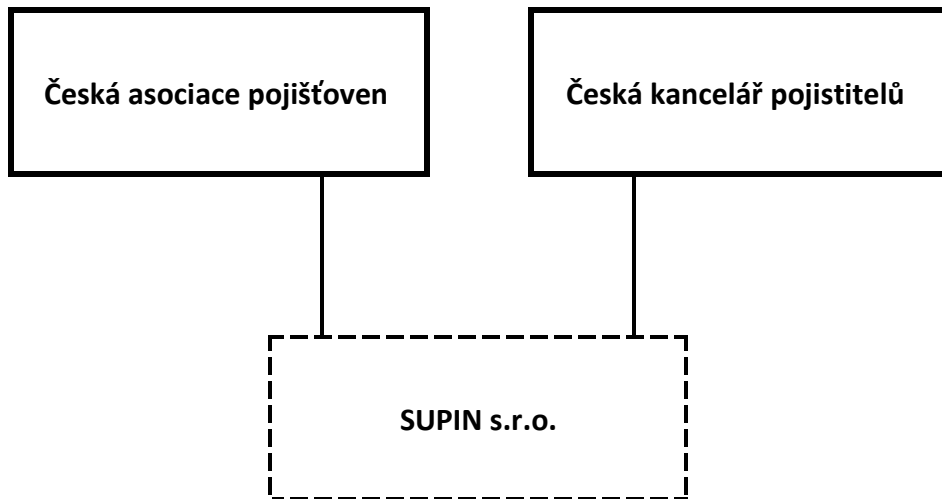 Česká asociace pojišťoven
Česká kancelář pojistitelů
SUPIN s.r.o.